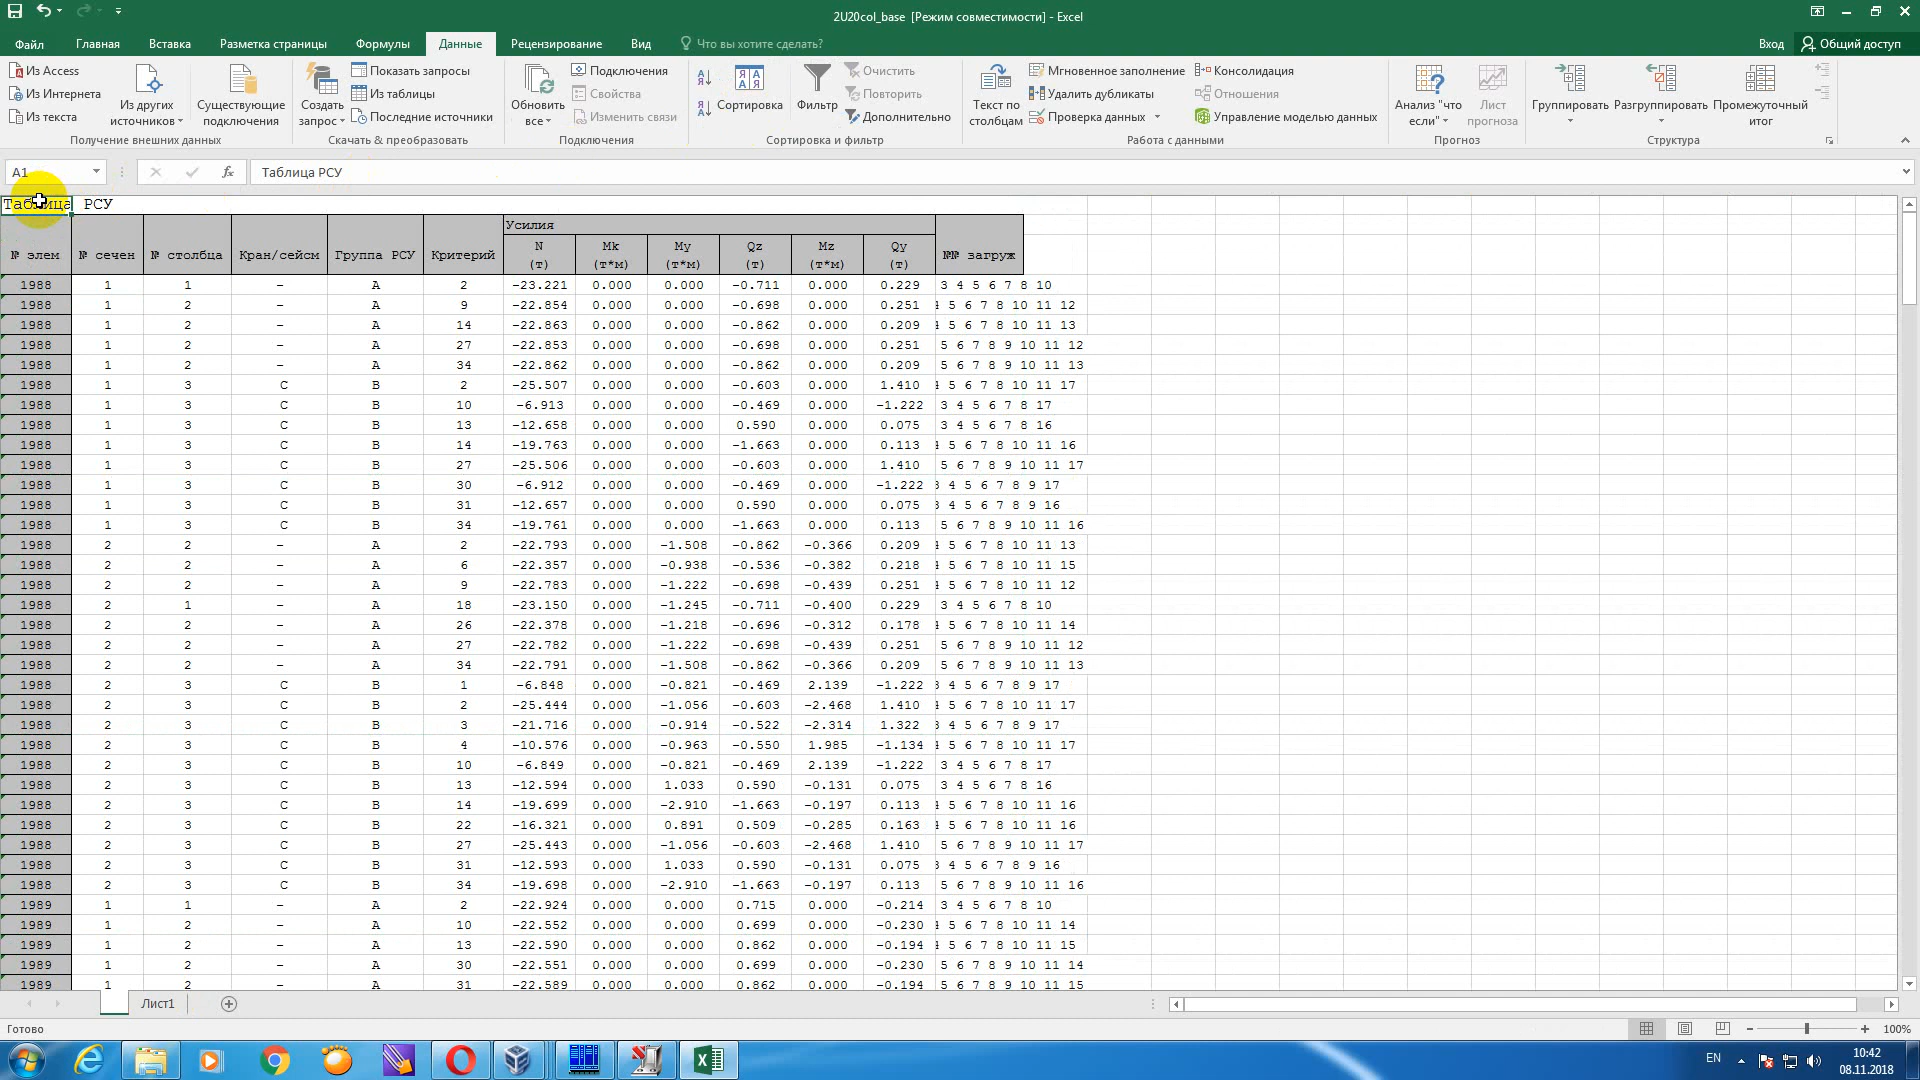 2U20col_base [Режим совместимости] - Excel
Файл Главная Вставка Разметка страницы Формулы Данные Рецензирование Вид Что вы хотите сделать? Вход Общий доступ
Из Access
Из Интернета
Из текста
Из других источников
Существующие подключения
Получение внешних данных
Создать запрос
Показать запросы
Из таблицы
Последние источники
Скачать & преобразовать
Обновить все
Подключения
Свойства
Изменить связи
Подключения
Сортировка
Фильтр
Очистить
Повторить
Дополнительно
Сортировка и фильтр
Текст по столбцам
Мгновенное заполнение
Удалить дубликаты
Проверка данных
Консолидация
Отношения
Управление моделью данных
Работа с данными
Анализ "что если"
Лист прогноза
Прогноз
Группировать
Разгруппировать
Промежуточный итог
Структура
A1 fx Таблица РСУ
Таблица РСУ
Усилия
№ элем № сечен № столбца Кран/сейсм Группа РСУ Критерий N (т) Mk (т*м) My (т*м) Qz (т) Mz (т*м) Qy (т) №№ загруж
1988 1 1 - A 2 -23.221 0.000 0.000 -0.711 0.000 0.229 3 4 5 6 7 8 10
1988 1 2 - A 9 -22.854 0.000 0.000 -0.698 0.000 0.251 5 6 7 8 10 11 12
1988 1 2 - A 14 -22.863 0.000 0.000 -0.862 0.000 0.209 5 6 7 8 10 11 13
1988 1 2 - A 27 -22.853 0.000 0.000 -0.698 0.000 0.251 5 6 7 8 9 10 11 12
1988 1 2 - A 34 -22.862 0.000 0.000 -0.862 0.000 0.209 5 6 7 8 9 10 11 13
1988 1 3 C B 2 -25.507 0.000 0.000 -0.603 0.000 1.410 5 6 7 8 10 11 17
1988 1 3 C B 10 -6.913 0.000 0.000 -0.469 0.000 -1.222 3 4 5 6 7 8 17
1988 1 3 C B 13 -12.658 0.000 0.000 0.590 0.000 0.075 3 4 5 6 7 8 16
1988 1 3 C B 14 -19.763 0.000 0.000 -1.663 0.000 0.113 5 6 7 8 10 11 16
1988 1 3 C B 27 -25.506 0.000 0.000 -0.603 0.000 1.410 5 6 7 8 9 10 11 17
1988 1 3 C B 30 -6.912 0.000 0.000 -0.469 0.000 -1.222 4 5 6 7 8 9 17
1988 1 3 C B 31 -12.657 0.000 0.000 0.590 0.000 0.075 4 5 6 7 8 9 16
1988 1 3 C B 34 -19.761 0.000 0.000 -1.663 0.000 0.113 5 6 7 8 9 10 11 16
1988 2 2 - A 2 -22.793 0.000 -1.508 -0.862 -0.366 0.209 5 6 7 8 10 11 13
1988 2 2 - A 6 -22.357 0.000 -0.938 -0.536 -0.382 0.218 5 6 7 8 10 11 15
1988 2 2 - A 9 -22.783 0.000 -1.222 -0.698 -0.439 0.251 5 6 7 8 10 11 12
1988 2 1 - A 18 -23.150 0.000 -1.245 -0.711 -0.400 0.229 3 4 5 6 7 8 10
1988 2 2 - A 26 -22.378 0.000 -1.218 -0.696 -0.312 0.178 5 6 7 8 10 11 14
1988 2 2 - A 27 -22.782 0.000 -1.222 -0.698 -0.439 0.251 5 6 7 8 9 10 11 12
1988 2 2 - A 34 -22.791 0.000 -1.508 -0.862 -0.366 0.209 5 6 7 8 9 10 11 13
1988 2 3 C B 1 -6.848 0.000 -0.821 -0.469 2.139 -1.222 4 5 6 7 8 9 17
1988 2 3 C B 2 -25.444 0.000 -1.056 -0.603 -2.468 1.410 5 6 7 8 10 11 17
1988 2 3 C B 3 -21.716 0.000 -0.914 -0.522 -2.314 1.322 4 5 6 7 8 9 17
1988 2 3 C B 4 -10.576 0.000 -0.963 -0.550 1.985 -1.134 5 6 7 8 10 11 17
1988 2 3 C B 10 -6.849 0.000 -0.821 -0.469 2.139 -1.222 3 4 5 6 7 8 17
1988 2 3 C B 13 -12.594 0.000 1.033 0.590 -0.131 0.075 3 4 5 6 7 8 16
1988 2 3 C B 14 -19.699 0.000 -2.910 -1.663 -0.197 0.113 5 6 7 8 10 11 16
1988 2 3 C B 22 -16.321 0.000 0.891 0.509 -0.285 0.163 5 6 7 8 10 11 16
1988 2 3 C B 27 -25.443 0.000 -1.056 -0.603 -2.468 1.410 5 6 7 8 9 10 11 17
1988 2 3 C B 31 -12.593 0.000 1.033 0.590 -0.131 0.075 4 5 6 7 8 9 16
1988 2 3 C B 34 -19.698 0.000 -2.910 -1.663 -0.197 0.113 5 6 7 8 9 10 11 16
1989 1 1 - A 2 -22.924 0.000 0.000 0.715 0.000 -0.214 3 4 5 6 7 8 10
1989 1 2 - A 10 -22.552 0.000 0.000 0.699 0.000 -0.230 5 6 7 8 10 11 14
1989 1 2 - A 13 -22.590 0.000 0.000 0.862 0.000 -0.194 5 6 7 8 10 11 15
1989 1 2 - A 30 -22.551 0.000 0.000 0.699 0.000 -0.230 5 6 7 8 9 10 11 14
1989 1 2 - A 31 -22.589 0.000 0.000 0.862 0.000 -0.194 5 6 7 8 9 10 11 15
Лист1
Готово 100%
EN 10:42
08.11.2018